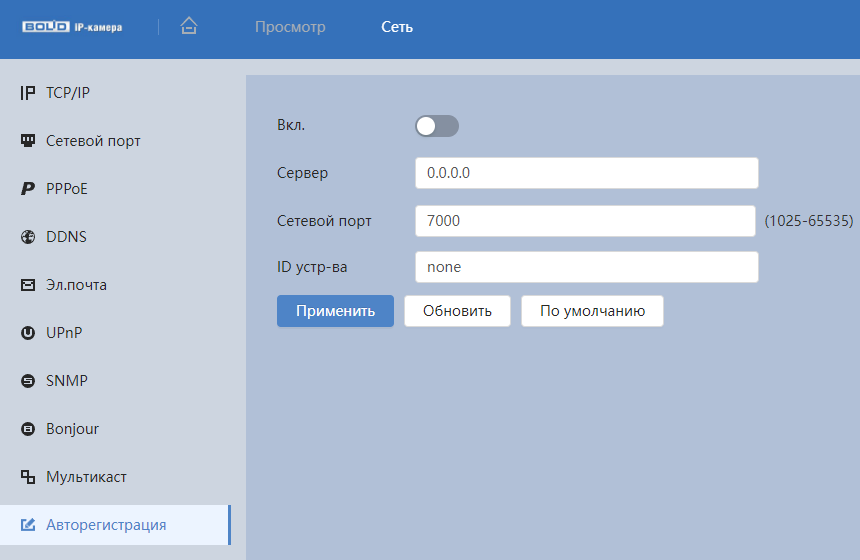 BOLID IP-камера
Просмотр
Сеть
TCP/IP
Сетевой порт
PPPoE
DDNS
Эл.почта
UPnP
SNMP
Bonjour
Мультикаст
Авторегистрация
Вкл.
Сервер 0.0.0.0
Сетевой порт 7000 (1025-65535)
ID устр-ва none
Применить Обновить По умолчанию